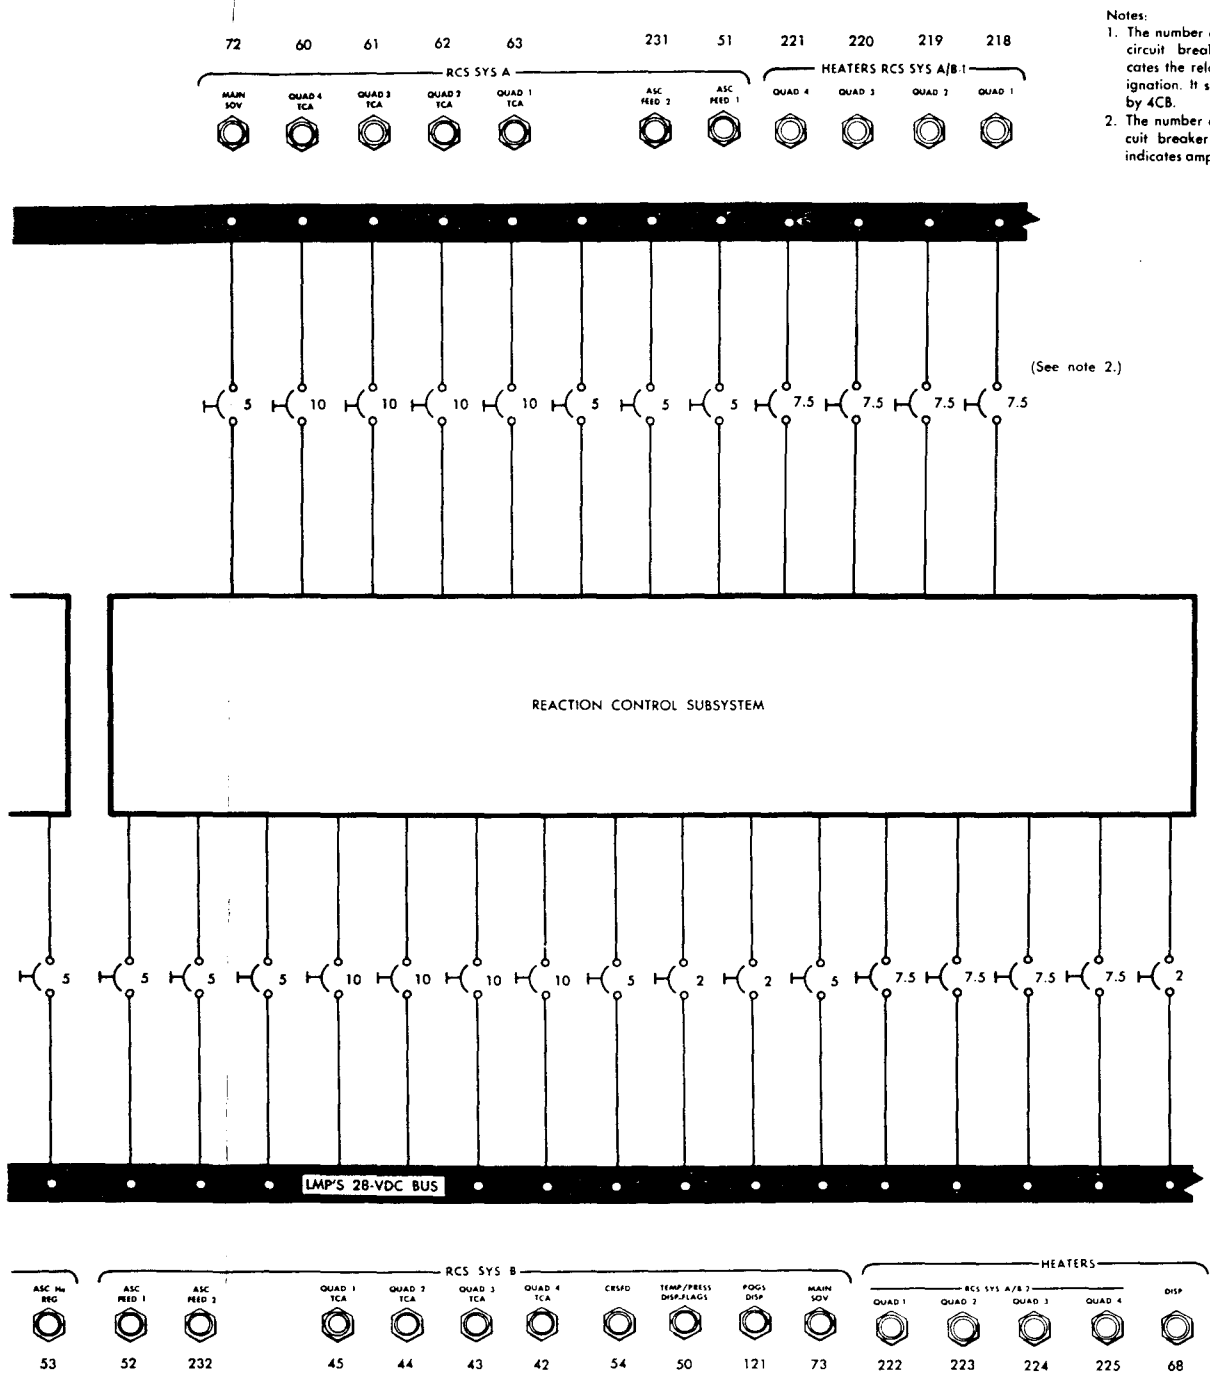 Notes:
1. The number
circuit
cates the
ignation. It
by 4CB.
2. The number
cuit breaker
indicates
72 60 61 62 63 231 51 221 220 219 218
RCS SYS A HEATERS RCS SYS A/B-1
MAIN SOV
QUAD 4 TCA
QUAD 3 TCA
QUAD 2 TCA
QUAD 1 TCA
ASC FEED 2
ASC FEED 1
QUAD 4 QUAD 3 QUAD 2 QUAD 1
(See note 2.)
5 10 10 10 10 5 5 5 7.5 7.5 7.5 7.5
REACTION CONTROL SUBSYSTEM
5 5 5 5 10 10 10 10 5 2 2 5 7.5 7.5 7.5 7.5 2
LMP'S 28-VDC BUS
RCS SYS B HEATERS
RCS SYS A/B-2
ASC He REG
ASC FEED 1
ASC FEED 2
QUAD 1 TCA
QUAD 2 TCA
QUAD 3 TCA
QUAD 4 TCA
CRSFD
TEMP/PRESS DISP.FLAGS
PQGS DISP
MAIN SOV
QUAD 1 QUAD 2 QUAD 3 QUAD 4 DISP
53 52 232 45 44 43 42 54 50 121 73 222 223 224 225 68